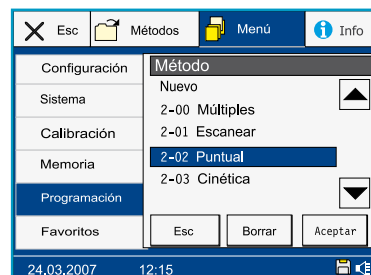 Esc Métodos Menú Info
Configuración
Sistema
Calibración
Memoria
Programación
Favoritos
Método
Nuevo
2-00 Múltiples
2-01 Escanear
2-02 Puntual
2-03 Cinética
Esc Borrar Aceptar
24.03.2007 12:15